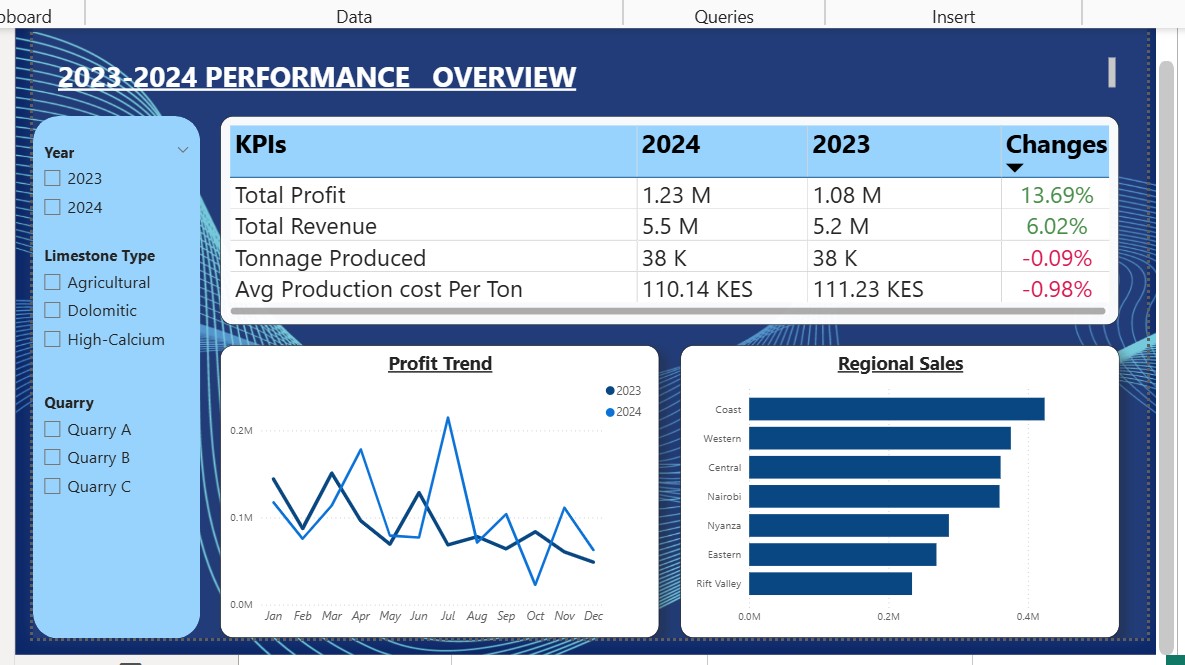 Data Queries Insert
2023-2024 PERFORMANCE OVERVIEW
Year
2023
2024
Limestone Type
Agricultural
Dolomitic
High-Calcium
Quarry
Quarry A
Quarry B
Quarry C
KPIs 2024 2023 Changes
Total Profit 1.23 M 1.08 M 13.69%
Total Revenue 5.5 M 5.2 M 6.02%
Tonnage Produced 38 K 38 K -0.09%
Avg Production cost Per Ton 110.14 KES 111.23 KES -0.98%
Profit Trend
2023
2024
0.2M
0.1M
0.0M
Jan Feb Mar Apr May Jun Jul Aug Sep Oct Nov Dec
Regional Sales
Coast
Western
Central
Nairobi
Nyanza
Eastern
Rift Valley
0.0M 0.2M 0.4M